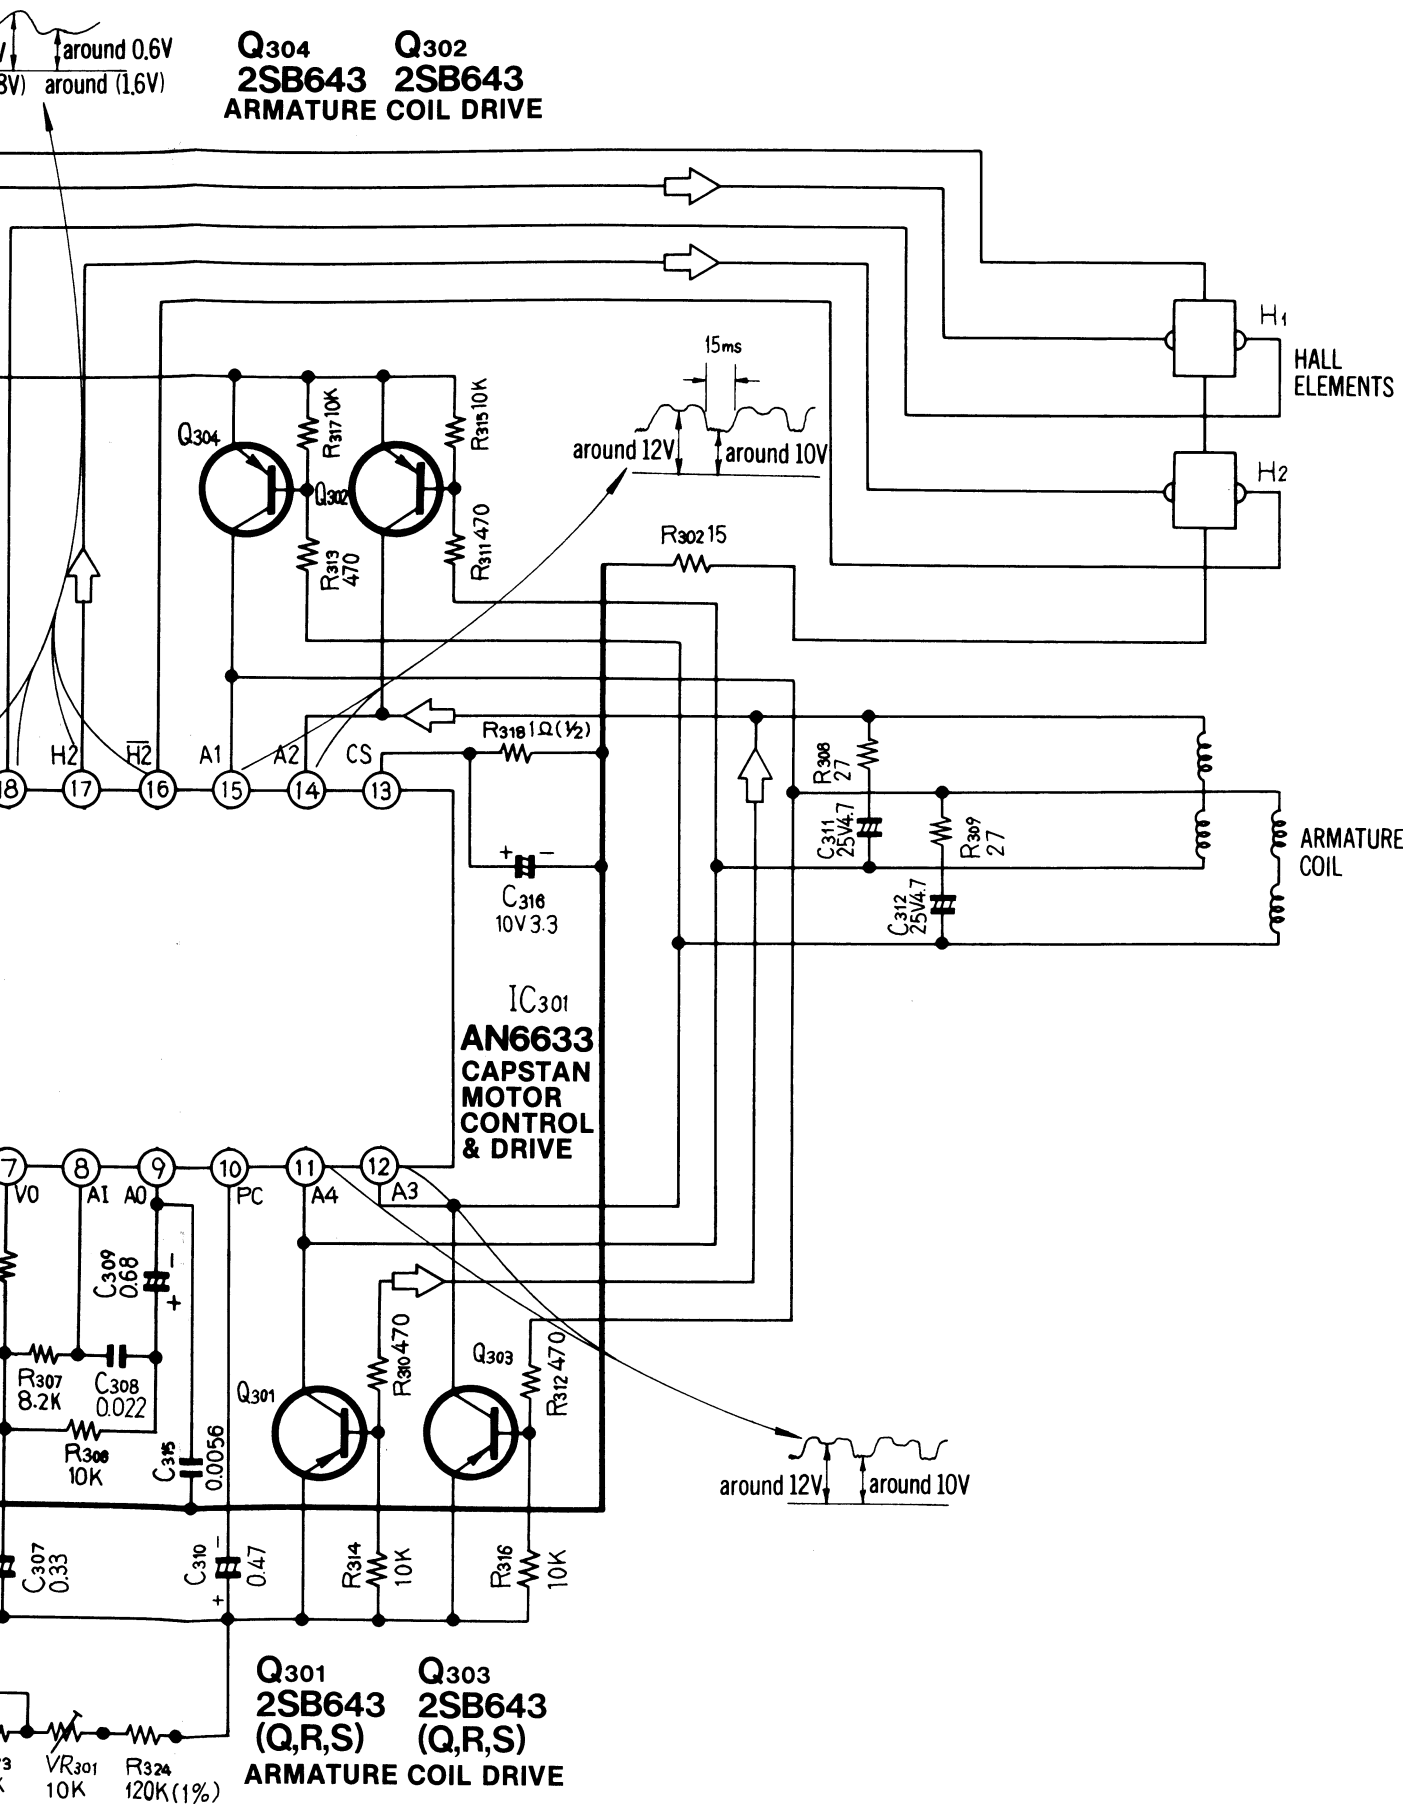 around 0.6V
8V) around (1.6V)
Q304 Q302
2SB643 2SB643
ARMATURE COIL DRIVE
H1
HALL
ELEMENTS
H2
15ms
around 12V around 10V
Q304
R317 10K
Q302
R315 10K
R313
470
R311 470
R302 15
R318 1Ω(½)
H2 H2̅ A1 A2 CS
18 17 16 15 14 13
R308
27
C311
25V4.7
R309
27
C312
25V4.7
ARMATURE
COIL
+ -
C316
10V3.3
IC301
AN6633
CAPSTAN
MOTOR
CONTROL
& DRIVE
7 8 9 10 11 12
VO AI AO PC A4 A3
C309
0.68
- +
R307
8.2K
C308
0.022
R306
10K
C315
0.0056
Q301
R310 470
Q303
R312 470
around 12V around 10V
C307
0.33
C310
0.47
- +
R314
10K
R316
10K
Q301 Q303
2SB643 2SB643
(Q,R,S) (Q,R,S)
ARMATURE COIL DRIVE
VR301
10K
R324
120K(1%)